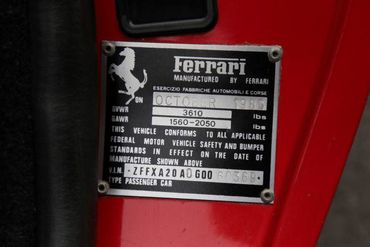 Ferrari
MANUFACTURED BY FERRARI
ESERCIZIO FABBRICHE AUTOMOBILI E CORSE
ON OCTOBER
GVWR 3610 lbs
GAWR 1560-2050 lbs
THIS VEHICLE CONFORMS TO ALL APPLICABLE
FEDERAL MOTOR VEHICLE SAFETY AND BUMPER
STANDARDS IN EFFECT ON THE DATE OF
MANUFACTURE SHOWN ABOVE
V.I.N.
TYPE PASSENGER CAR